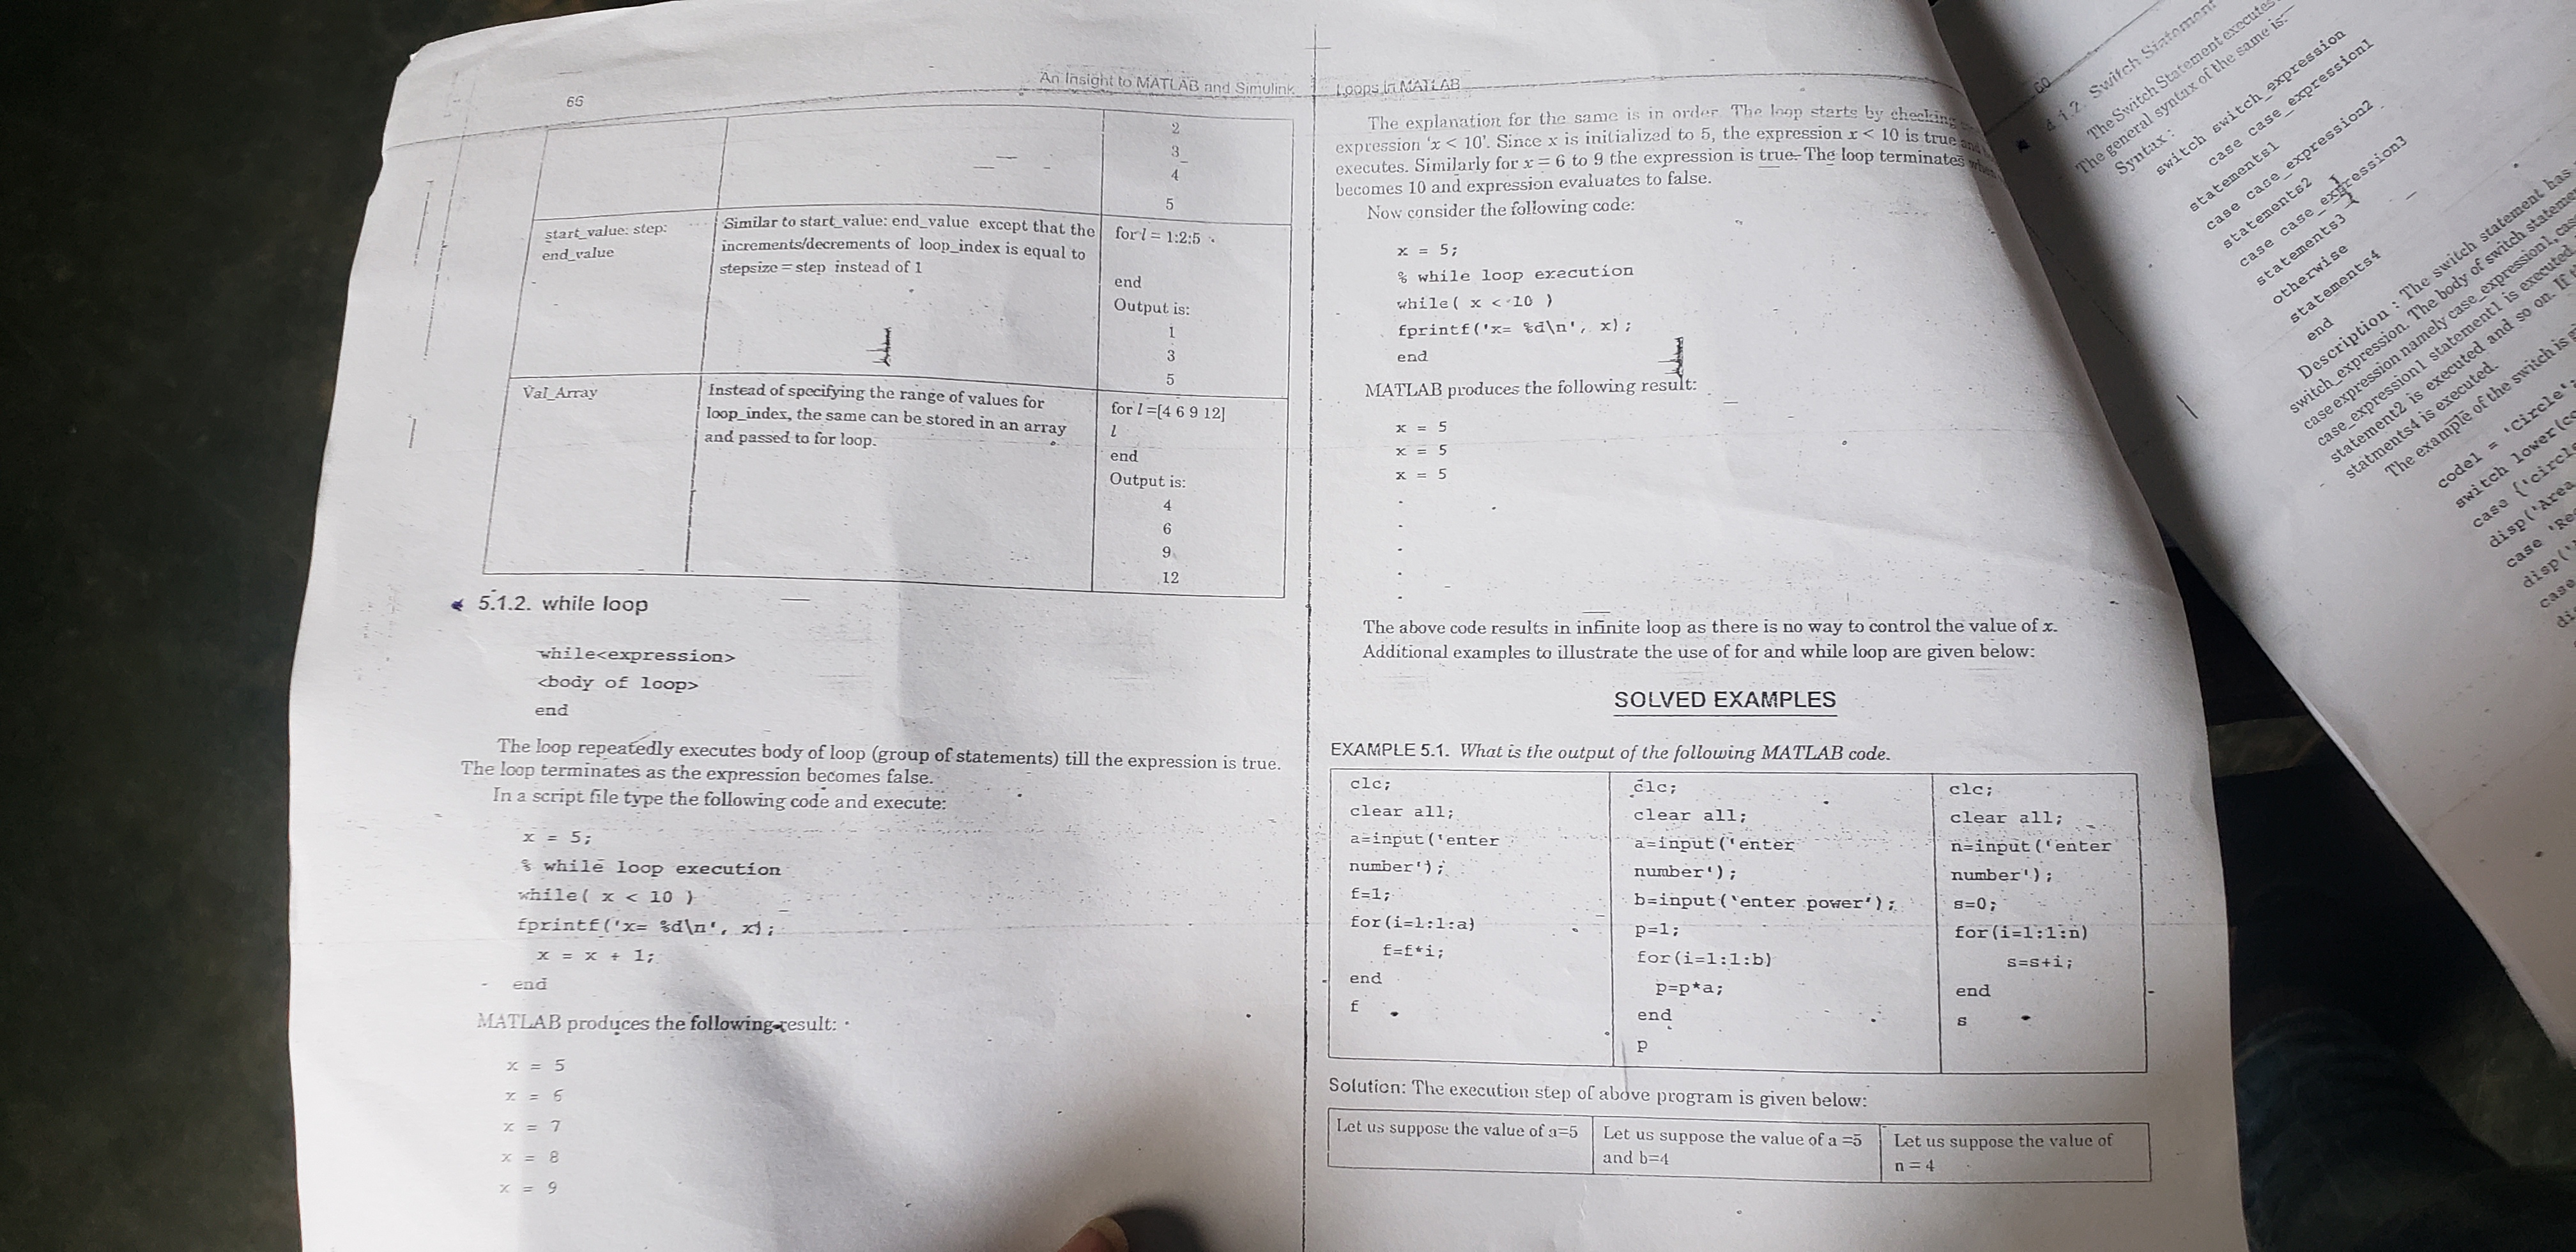 66
An Insight to MATLAB and Simulink
2
3
4
5
start_value: step:
end_value
Similar to start_value: end_value except that the
increments/decrements of loop_index is equal to
stepsize = step instead of 1
for l = 1:2:5
end
Output is:
1
3
5
Val_Array
Instead of specifying the range of values for
loop_index, the same can be stored in an array
and passed to for loop.
for l =[4 6 9 12]
l
end
Output is:
4
6
9
12
5.1.2. while loop
while<expression>
<body of loop>
end
The loop repeatedly executes body of loop (group of statements) till the expression is true.
The loop terminates as the expression becomes false.
In a script file type the following code and execute:
x = 5;
% while loop execution
while( x < 10 )
fprintf('x= %d\n', x);
x = x + 1;
end
MATLAB produces the following result:
x = 5
x = 6
x = 7
x = 8
x = 9
Loops in MATLAB
The explanation for the same is in order. The loop starts by checking
expression 'x < 10'. Since x is initialized to 5, the expression x < 10 is true and
executes. Similarly for x = 6 to 9 the expression is true. The loop terminates when
becomes 10 and expression evaluates to false.
Now consider the following code:
x = 5;
% while loop execution
while( x < 10 )
fprintf('x= %d\n', x);
end
MATLAB produces the following result:
x = 5
x = 5
x = 5
.
.
.
.
.
The above code results in infinite loop as there is no way to control the value of x.
Additional examples to illustrate the use of for and while loop are given below:
SOLVED EXAMPLES
EXAMPLE 5.1. What is the output of the following MATLAB code.
clc;
clear all;
a=input('enter
number');
f=1;
for(i=1:1:a)
f=f*i;
end
f
clc;
clear all;
a=input('enter
number');
b=input('enter power');
p=1;
for(i=1:1:b)
p=p*a;
end
p
clc;
clear all;
n=input('enter
number');
s=0;
for(i=1:1:n)
s=s+i;
end
s
Solution: The execution step of above program is given below:
Let us suppose the value of a=5
Let us suppose the value of a =5
and b=4
Let us suppose the value of
n = 4
4.1.2. Switch Statement
The Switch Statement executes
The general syntax of the same is:
Syntax :
switch switch_expression
case case_expression1
statements1
case case_expression2
statements2
case case_expression3
statements3
otherwise
statements4
end
Description : The switch statement has
switch_expression. The body of switch
case expression namely case_expression1,
case_expression1 statement1 is executed,
statement2 is executed and so on. If
statments4 is executed.
The example of the switch is
code1 = 'Circle';
switch lower(
case {'circle
disp('Area
case
disp('
case